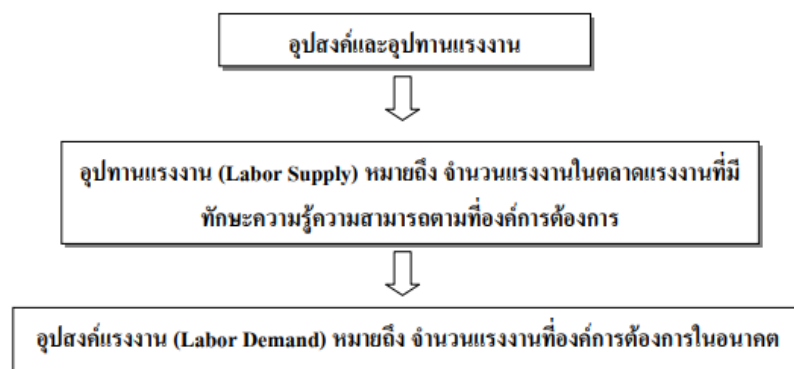 อุปสงค์และอุปทานแรงงาน
อุปทานแรงงาน (Labor Supply) หมายถึง จำนวนแรงงานในตลาดแรงงานที่มี
ทักษะความรู้ความสามารถตามที่องค์การต้องการ
อุปสงค์แรงงาน (Labor Demand) หมายถึง จำนวนแรงงานที่องค์การต้องการในอนาคต